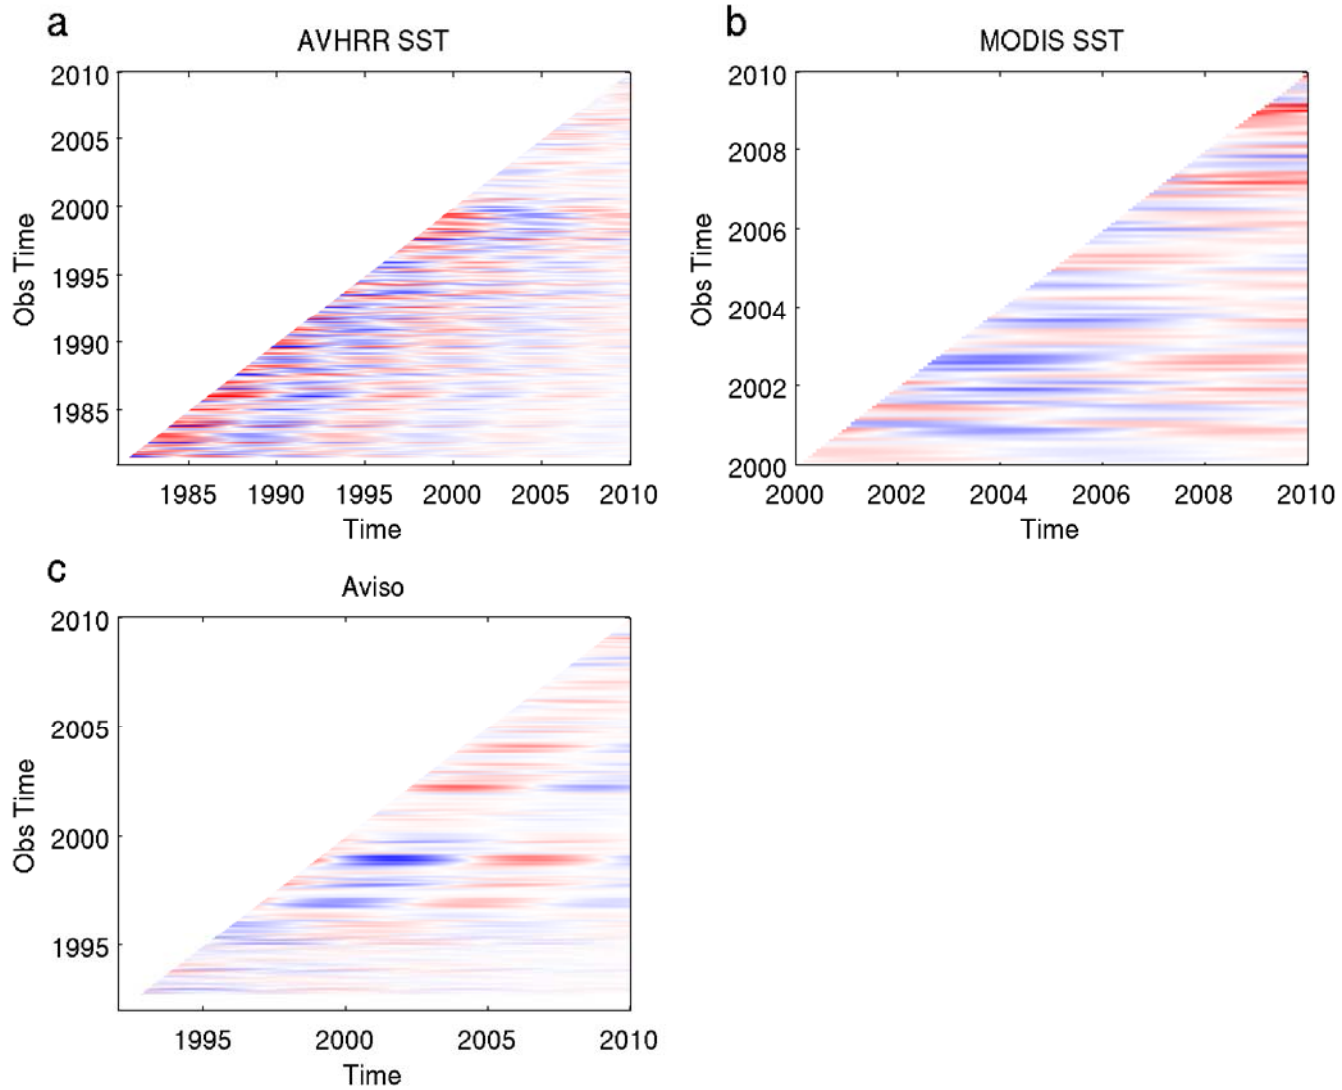 a
AVHRR SST
2010
2005
2000
1995
1990
1985
Obs Time
1985 1990 1995 2000 2005 2010
Time
b
MODIS SST
2010
2008
2006
2004
2002
2000
Obs Time
2000 2002 2004 2006 2008 2010
Time
c
Aviso
2010
2005
2000
1995
Obs Time
1995 2000 2005 2010
Time